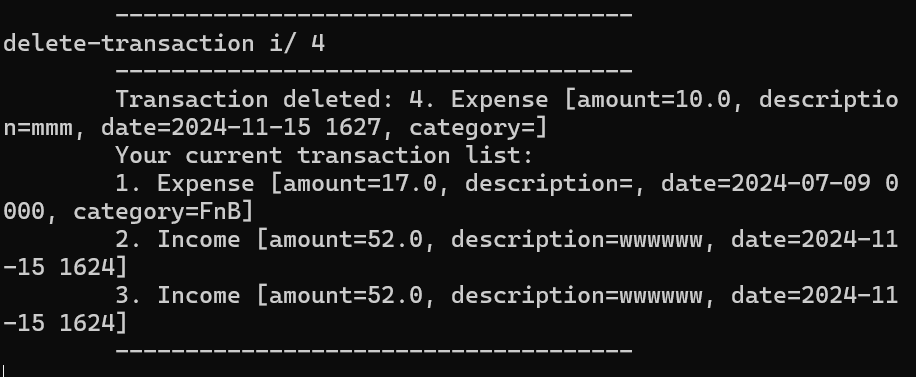 -------------------------------------
delete-transaction i/ 4
-------------------------------------
Transaction deleted: 4. Expense [amount=10.0, descriptio
n=mmm, date=2024-11-15 1627, category=]
Your current transaction list:
1. Expense [amount=17.0, description=, date=2024-07-09 0
000, category=FnB]
2. Income [amount=52.0, description=wwwwww, date=2024-11
-15 1624]
3. Income [amount=52.0, description=wwwwww, date=2024-11
-15 1624]
-------------------------------------